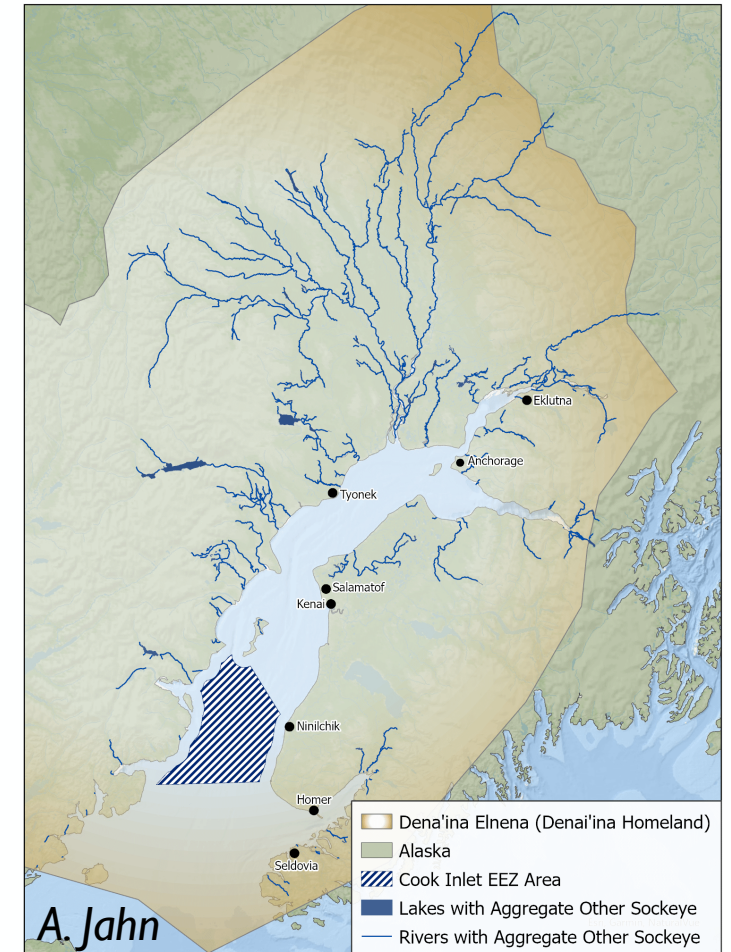 Eklutna
Anchorage
Tyonek
Salamatof
Kenai
Ninilchik
Homer
Seldovia
Dena'ina Elnena (Denai'ina Homeland)
Alaska
Cook Inlet EEZ Area
Lakes with Aggregate Other Sockeye
Rivers with Aggregate Other Sockeye
A. Jahn